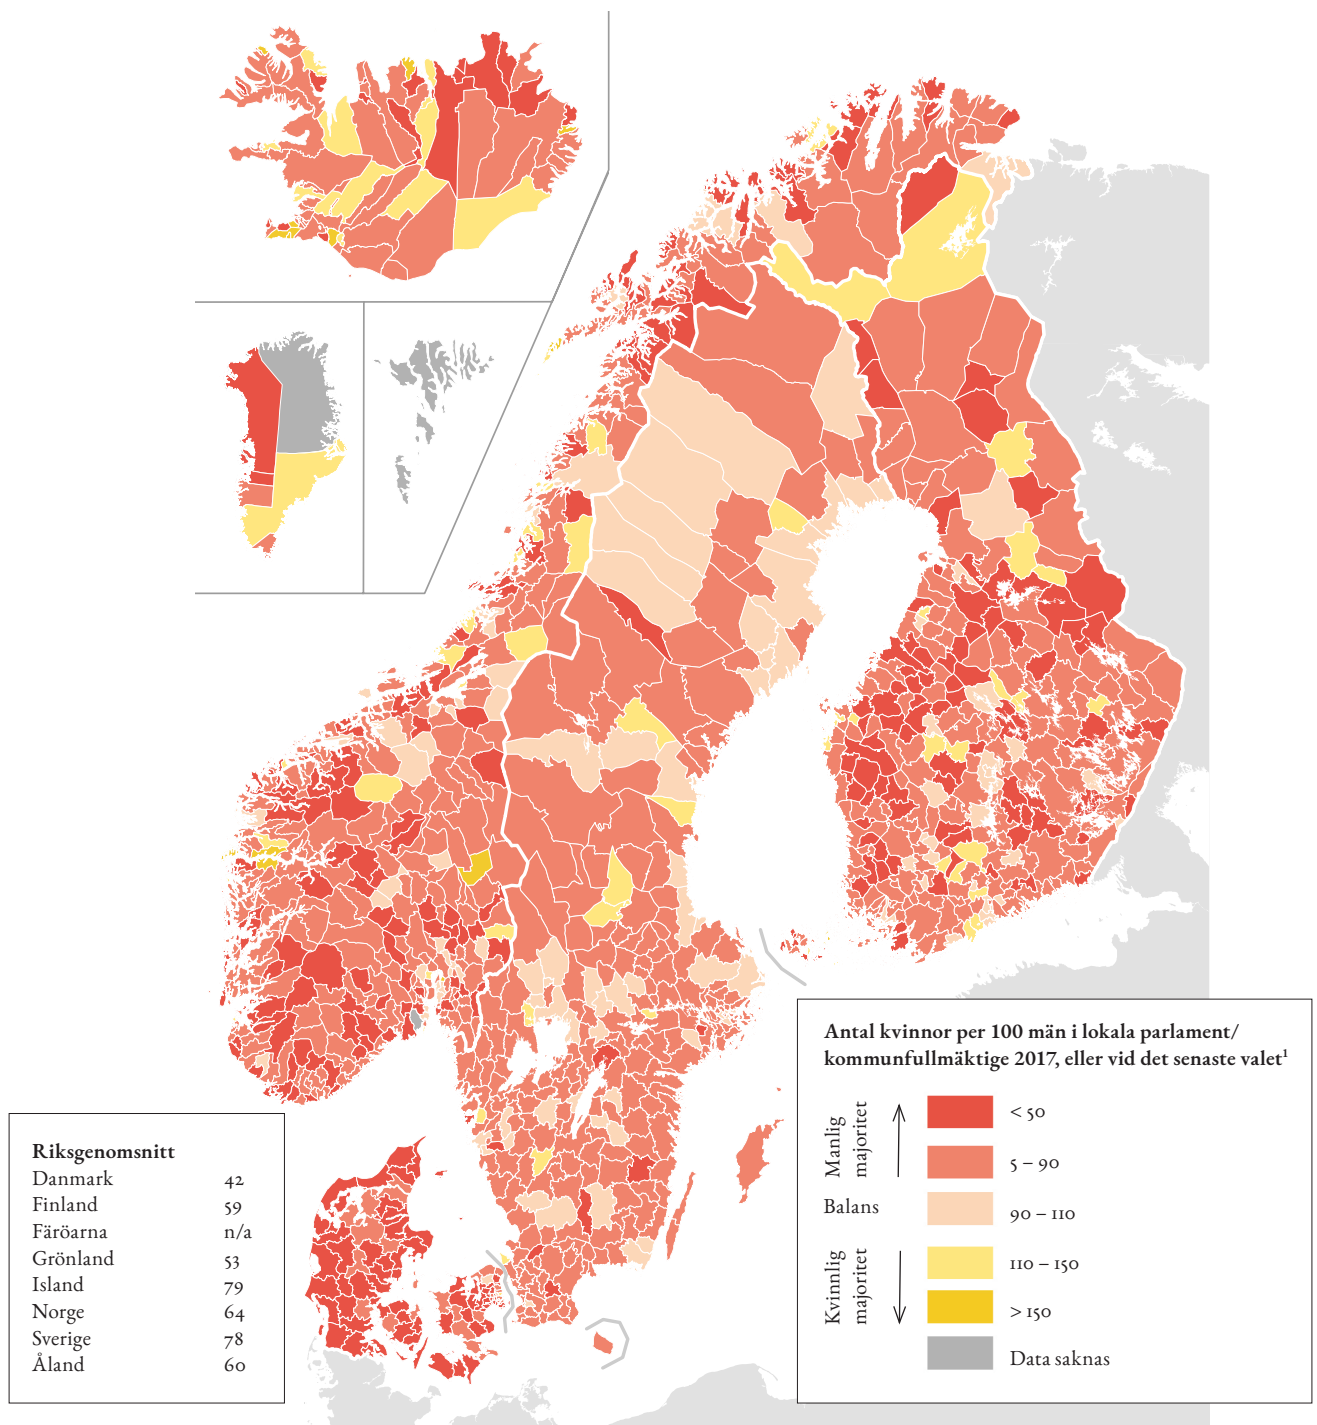 Antal kvinnor per 100 män i lokala parlament/
kommunfullmäktige 2017, eller vid det senaste valet¹
Manlig
majoritet
< 50
5 – 90
Balans
90 – 110
Kvinnlig
majoritet
110 – 150
> 150
Data saknas
Riksgenomsnitt
Danmark 42
Finland 59
Färöarna n/a
Grönland 53
Island 79
Norge 64
Sverige 78
Åland 60